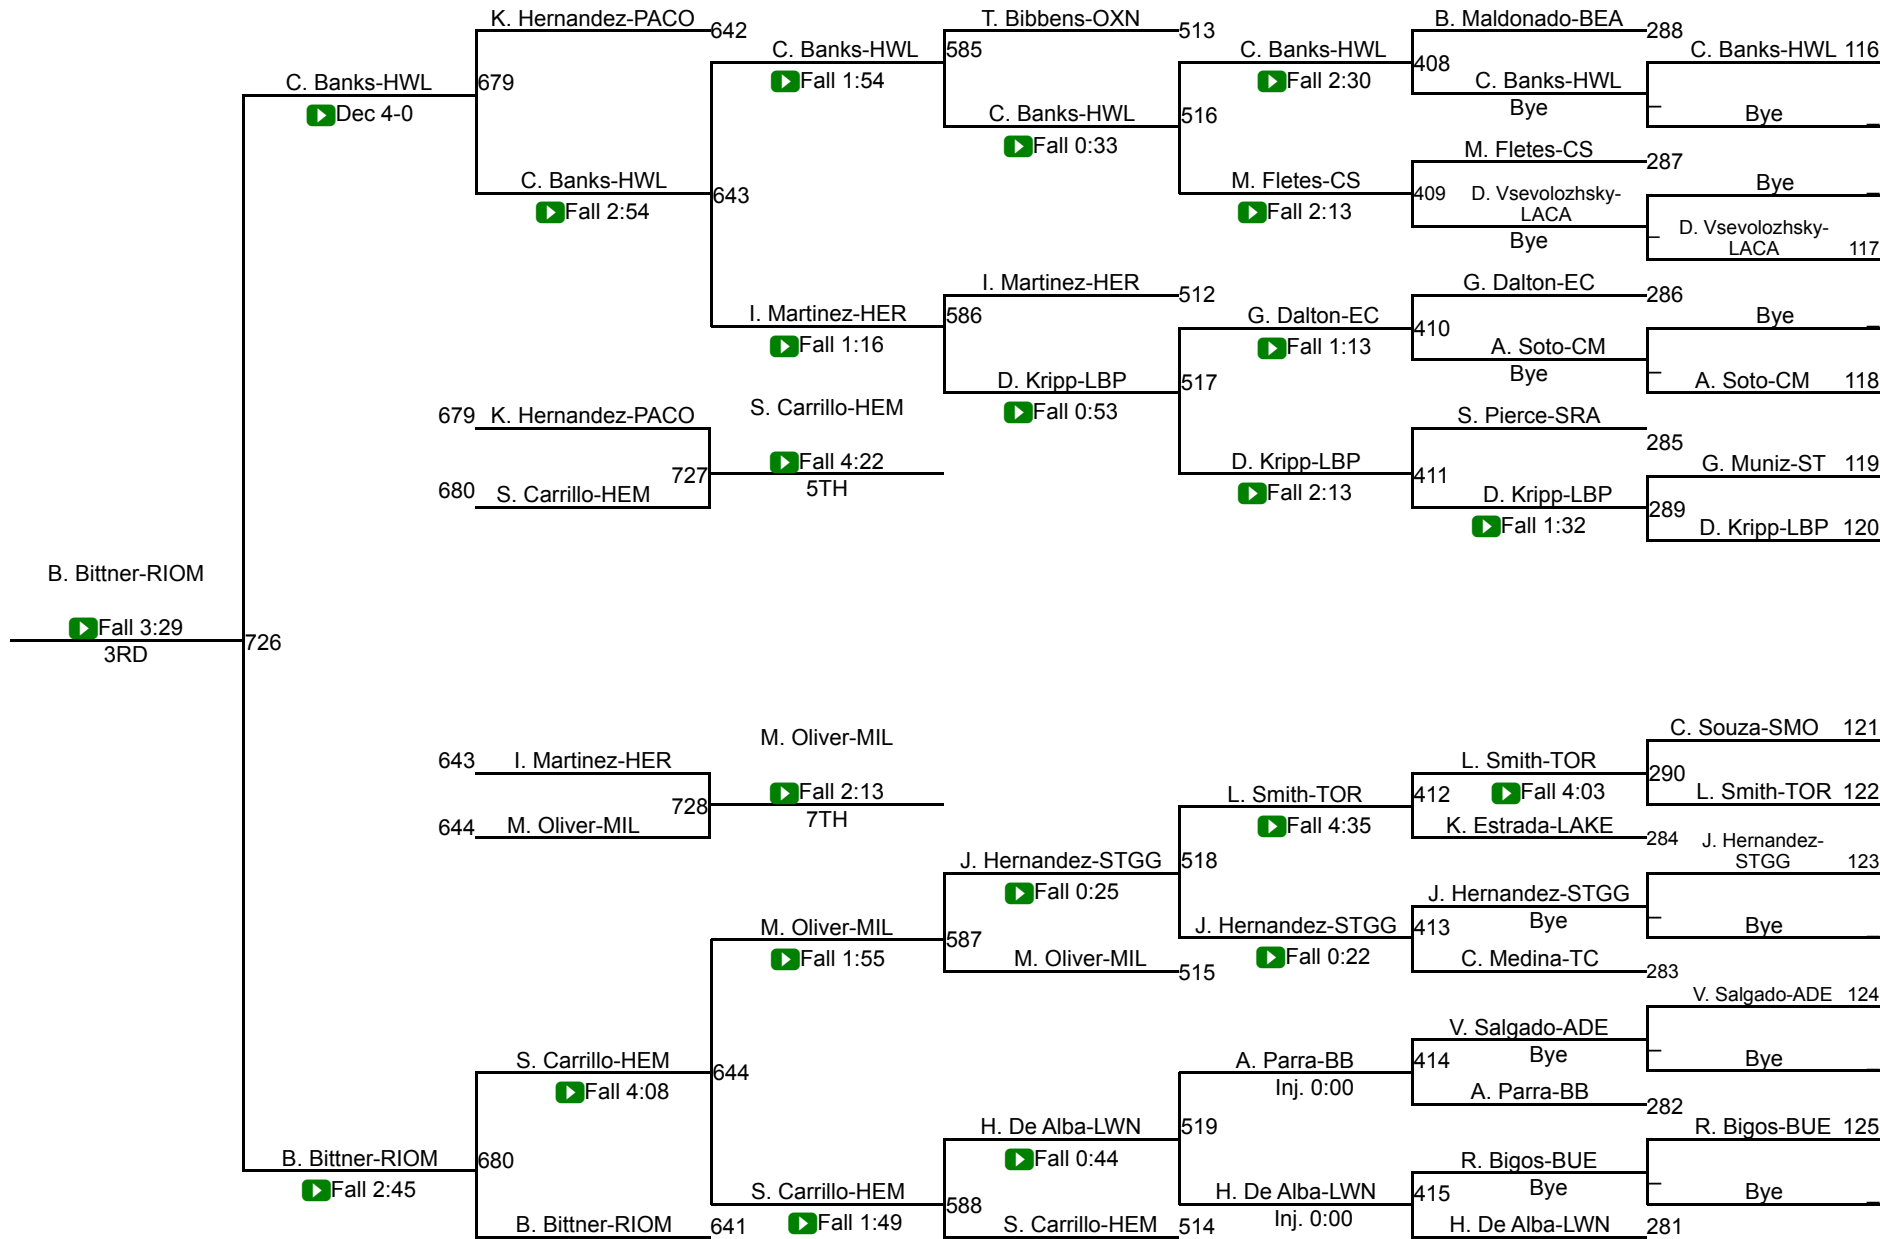 K. Hernandez-PACO
642
T. Bibbens-OXN
513
B. Maldonado-BEA
288
C. Banks-HWL
585
C. Banks-HWL
C. Banks-HWL 116
Fall 1:54
Fall 2:30
408
C. Banks-HWL
679
C. Banks-HWL
Bye
Dec 4-0
C. Banks-HWL
516
Bye
Fall 0:33
M. Fletes-CS
287
C. Banks-HWL
643
M. Fletes-CS
409
D. Vsevolozhsky-
LACA
Bye
Fall 2:54
Fall 2:13
Bye
D. Vsevolozhsky-
LACA 117
I. Martinez-HER
512
G. Dalton-EC
286
I. Martinez-HER
586
G. Dalton-EC
410
Bye
Fall 1:16
Fall 1:13
A. Soto-CM
D. Kripp-LBP
517
Bye
A. Soto-CM 118
679 K. Hernandez-PACO
S. Carrillo-HEM
Fall 0:53
S. Pierce-SRA
285
Fall 4:22
D. Kripp-LBP
G. Muniz-ST 119
727
5TH
411
680 S. Carrillo-HEM
Fall 2:13
D. Kripp-LBP
289
Fall 1:32
D. Kripp-LBP 120
B. Bittner-RIOM
Fall 3:29
726
3RD
C. Souza-SMO 121
M. Oliver-MIL
643 I. Martinez-HER
L. Smith-TOR
290
Fall 2:13
L. Smith-TOR
412
Fall 4:03
L. Smith-TOR 122
728
7TH
644 M. Oliver-MIL
Fall 4:35
K. Estrada-LAKE
284
J. Hernandez-
STGG 123
J. Hernandez-STGG
518
Fall 0:25
J. Hernandez-STGG
M. Oliver-MIL
587
J. Hernandez-STGG
413
Bye
Bye
Fall 1:55
M. Oliver-MIL
515
Fall 0:22
C. Medina-TC
283
V. Salgado-ADE 124
V. Salgado-ADE
S. Carrillo-HEM
644
A. Parra-BB
414
Bye
Bye
Fall 4:08
Inj. 0:00
A. Parra-BB
282
H. De Alba-LWN
519
R. Bigos-BUE 125
B. Bittner-RIOM
680
Fall 0:44
R. Bigos-BUE
Fall 2:45
S. Carrillo-HEM
588
H. De Alba-LWN
415
Bye
Bye
B. Bittner-RIOM
641
Fall 1:49
S. Carrillo-HEM
514
Inj. 0:00
H. De Alba-LWN
281